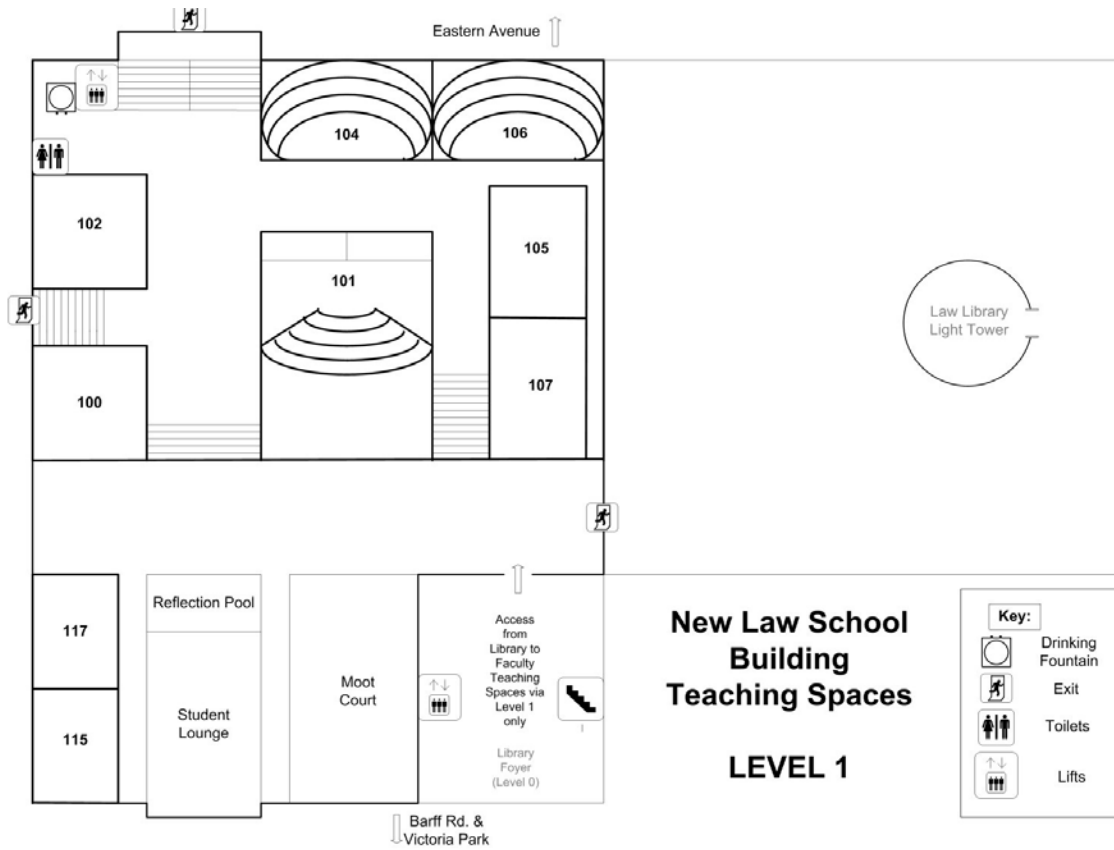 Eastern Avenue
104
106
102
105
101
Law Library
Light Tower
100
107
117
Reflection Pool
115
Student
Lounge
Moot
Court
Access
from
Library to
Faculty
Teaching
Spaces via
Level 1
only
Library
Foyer
(Level 0)
Barff Rd. &
Victoria Park
New Law School
Building
Teaching Spaces
LEVEL 1
Key:
Drinking
Fountain
Exit
Toilets
Lifts